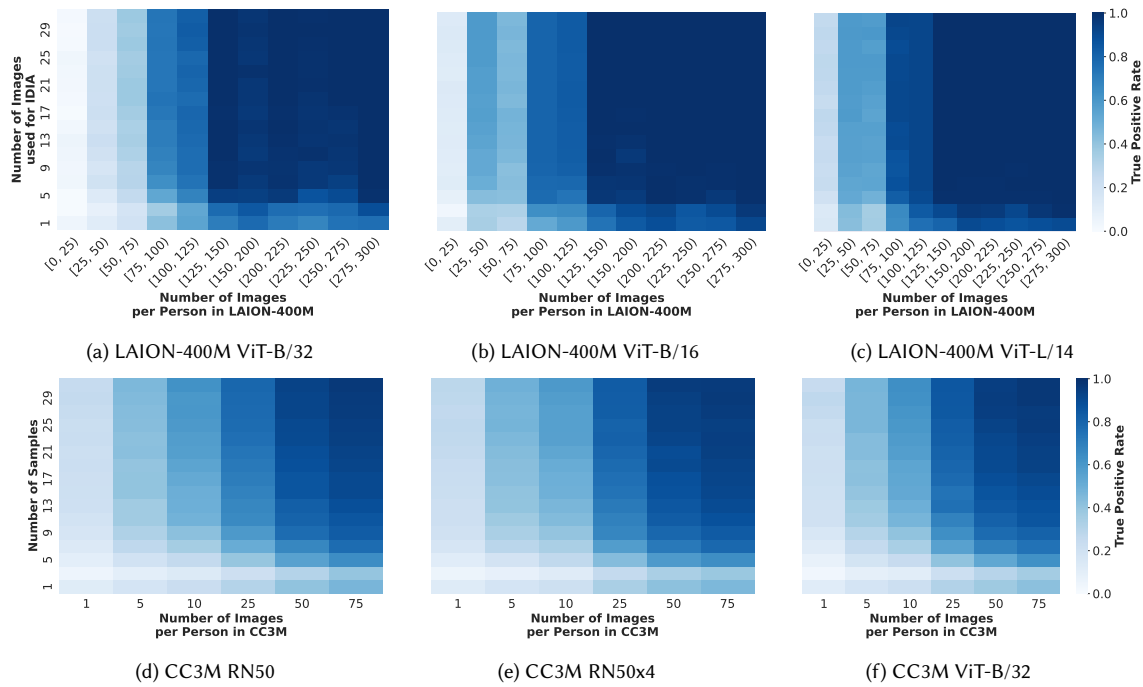 Number of Images
used for IDIA
29
25
21
17
13
9
5
1
[0, 25)
[25, 50)
[50, 75)
[75, 100)
[100, 125)
[125, 150)
[150, 200)
[200, 225)
[225, 250)
[250, 275)
[275, 300)
Number of Images
per Person in LAION-400M
(a) LAION-400M ViT-B/32
[0, 25)
[25, 50)
[50, 75)
[75, 100)
[100, 125)
[125, 150)
[150, 200)
[200, 225)
[225, 250)
[250, 275)
[275, 300)
Number of Images
per Person in LAION-400M
(b) LAION-400M ViT-B/16
[0, 25)
[25, 50)
[50, 75)
[75, 100)
[100, 125)
[125, 150)
[150, 200)
[200, 225)
[225, 250)
[250, 275)
[275, 300)
Number of Images
per Person in LAION-400M
(c) LAION-400M ViT-L/14
1.0
0.8
0.6
0.4
0.2
0.0
True Positive Rate
Number of Samples
29
25
21
17
13
9
5
1
1 5 10 25 50 75
Number of Images
per Person in CC3M
(d) CC3M RN50
1 5 10 25 50 75
Number of Images
per Person in CC3M
(e) CC3M RN50x4
1 5 10 25 50 75
Number of Images
per Person in CC3M
(f) CC3M ViT-B/32
1.0
0.8
0.6
0.4
0.2
0.0
True Positive Rate